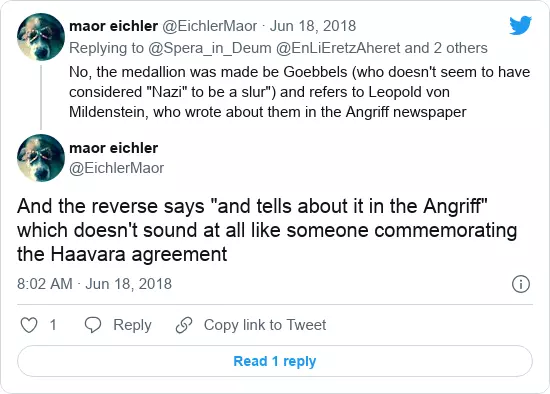 maor eichler @EichlerMaor · Jun 18, 2018
Replying to @Spera_in_Deum @EnLiEretzAheret and 2 others
No, the medallion was made be Goebbels (who doesn't seem to have
considered "Nazi" to be a slur") and refers to Leopold von
Mildenstein, who wrote about them in the Angriff newspaper
maor eichler
@EichlerMaor
And the reverse says "and tells about it in the Angriff"
which doesn't sound at all like someone commemorating
the Haavara agreement
8:02 AM · Jun 18, 2018
1 Reply Copy link to Tweet
Read 1 reply